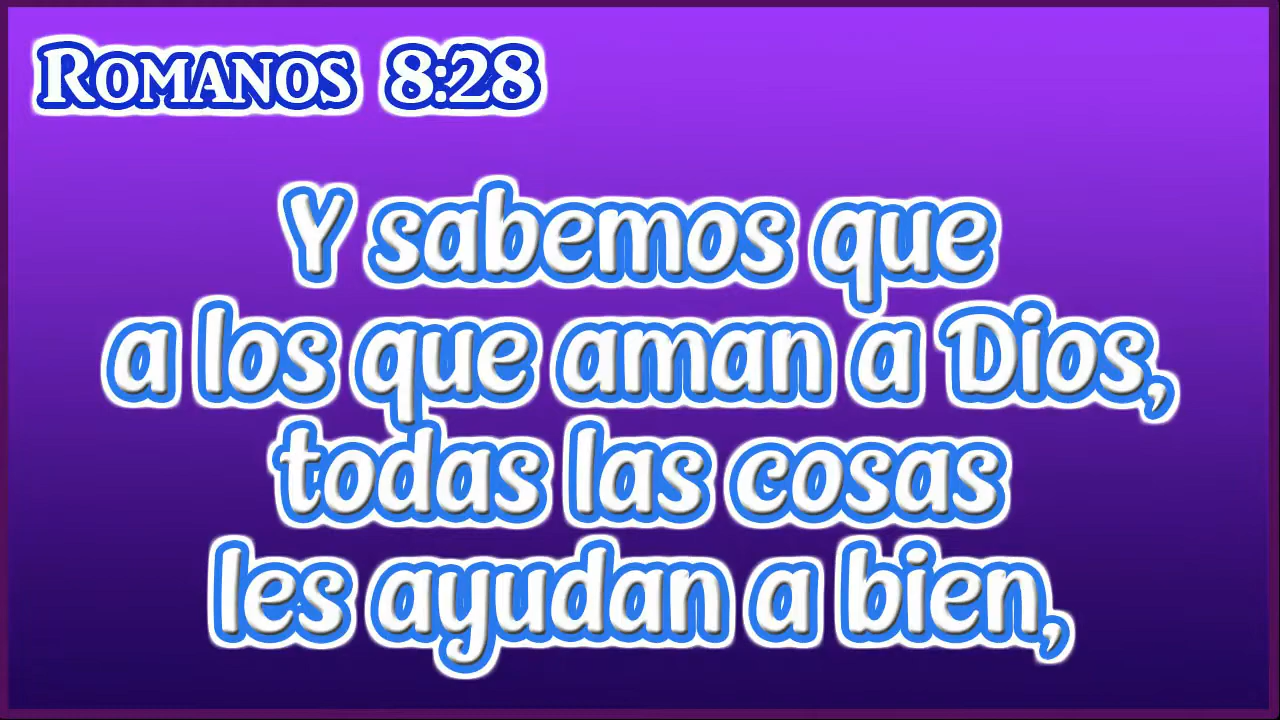 Romanos 8:28
Y sabemos que
a los que aman a Dios,
todas las cosas
les ayudan a bien,